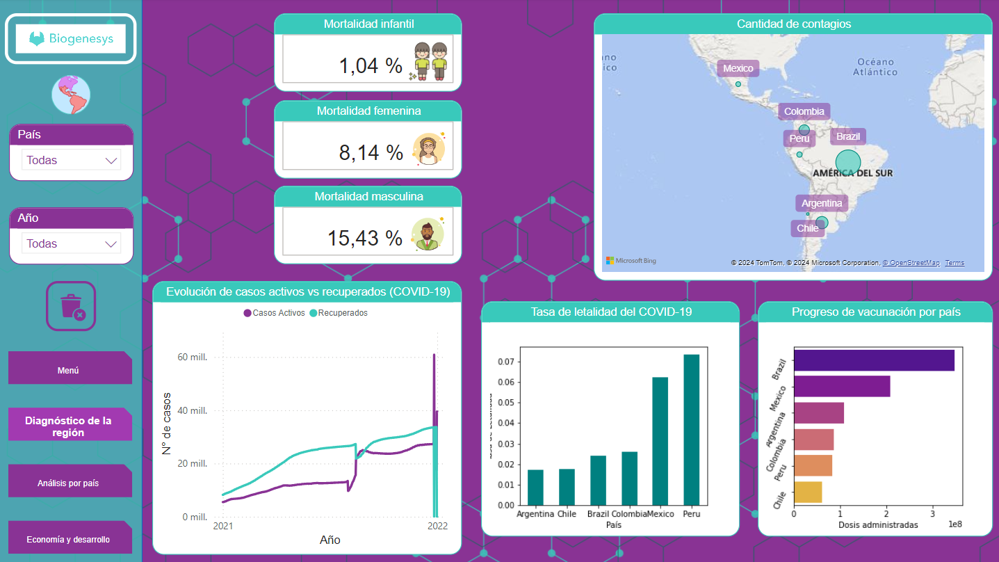 Biogenesys
País
Todas
Año
Todas
Menú
Diagnóstico de la
región
Análisis por país
Economía y desarrollo
Mortalidad infantil
1,04 %
Mortalidad femenina
8,14 %
Mortalidad masculina
15,43 %
Cantidad de contagios
Océano
Atlántico
Mexico
Colombia
Peru
Brazil
AMÉRICA DEL SUR
Argentina
Chile
Microsoft Bing
© 2024 TomTom, © 2024 Microsoft Corporation, © OpenStreetMap Terms
Evolución de casos activos vs recuperados (COVID-19)
Casos Activos Recuperados
N° de casos
60 mill.
40 mill.
20 mill.
0 mill.
2021 2022
Año
Tasa de letalidad del COVID-19
0.07
0.06
0.05
0.04
0.03
0.02
0.01
0.00
Argentina Chile Brazil Colombia Mexico Peru
País
Progreso de vacunación por país
Brazil
Mexico
Argentina
Colombia
Peru
Chile
0 1 2 3
1e8
Dosis administradas